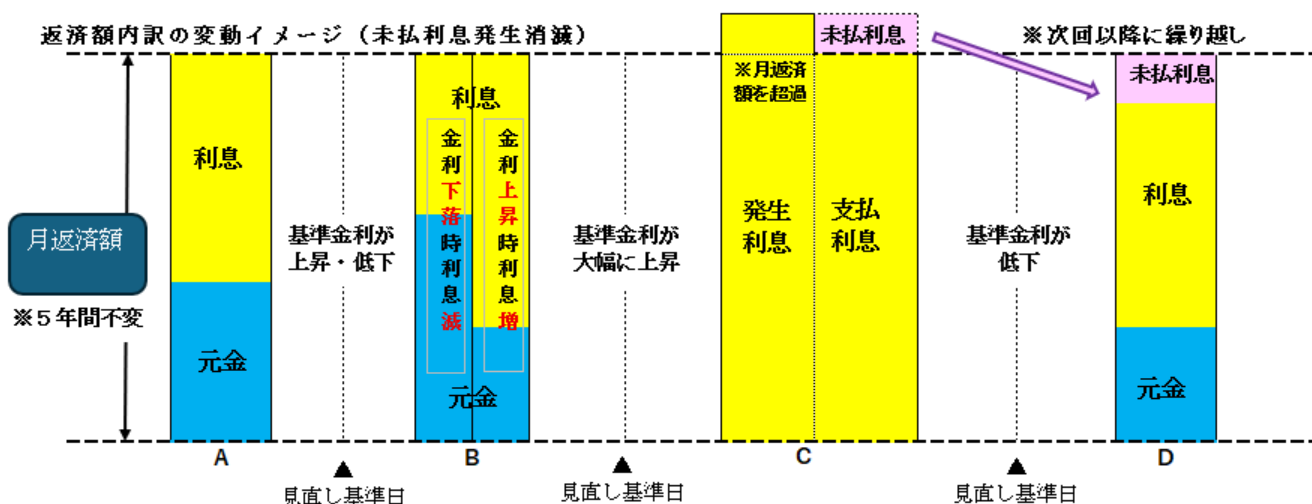 返済額内訳の変動イメージ（未払利息発生消滅）
未払利息
※次回以降に繰り越し
月返済額
※５年間不変
利息
元金
A
基準金利が
上昇・低下
▲
見直し基準日
利息
金利下落時利息減
金利上昇時利息増
元金
B
基準金利が
大幅に上昇
▲
見直し基準日
※月返済
額を超過
発生
利息
支払
利息
C
基準金利が
低下
▲
見直し基準日
未払利息
利息
元金
D